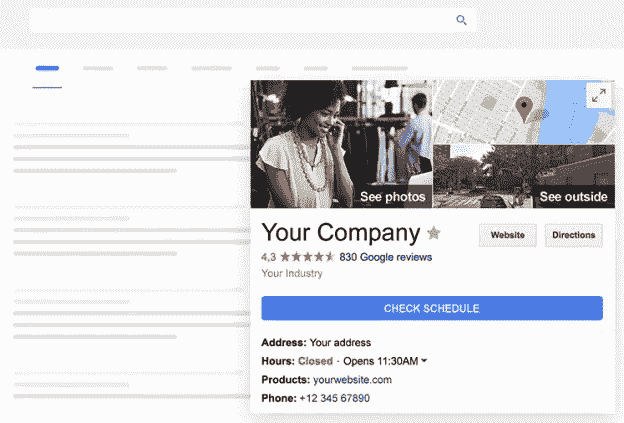 See photos
See outside
Your Company
Website
Directions
4,3 830 Google reviews
Your Industry
CHECK SCHEDULE
Address: Your address
Hours: Closed · Opens 11:30AM
Products: yourwebsite.com
Phone: +12 345 67890